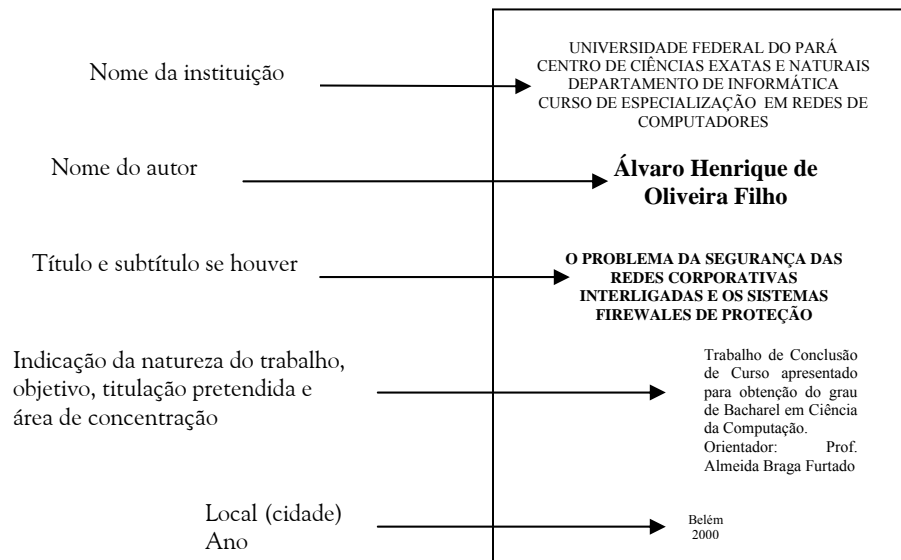 Nome da instituição
UNIVERSIDADE FEDERAL DO PARÁ
CENTRO DE CIÊNCIAS EXATAS E NATURAIS
DEPARTAMENTO DE INFORMÁTICA
CURSO DE ESPECIALIZAÇÃO EM REDES DE
COMPUTADORES
Nome do autor
Álvaro Henrique de
Oliveira Filho
Título e subtítulo se houver
O PROBLEMA DA SEGURANÇA DAS
REDES CORPORATIVAS
INTERLIGADAS E OS SISTEMAS
FIREWALES DE PROTEÇÃO
Indicação da natureza do trabalho,
objetivo, titulação pretendida e
área de concentração
Trabalho de Conclusão
de Curso apresentado
para obtenção do grau
de Bacharel em Ciência
da Computação.
Orientador: Prof.
Almeida Braga Furtado
Local (cidade)
Ano
Belém
2000